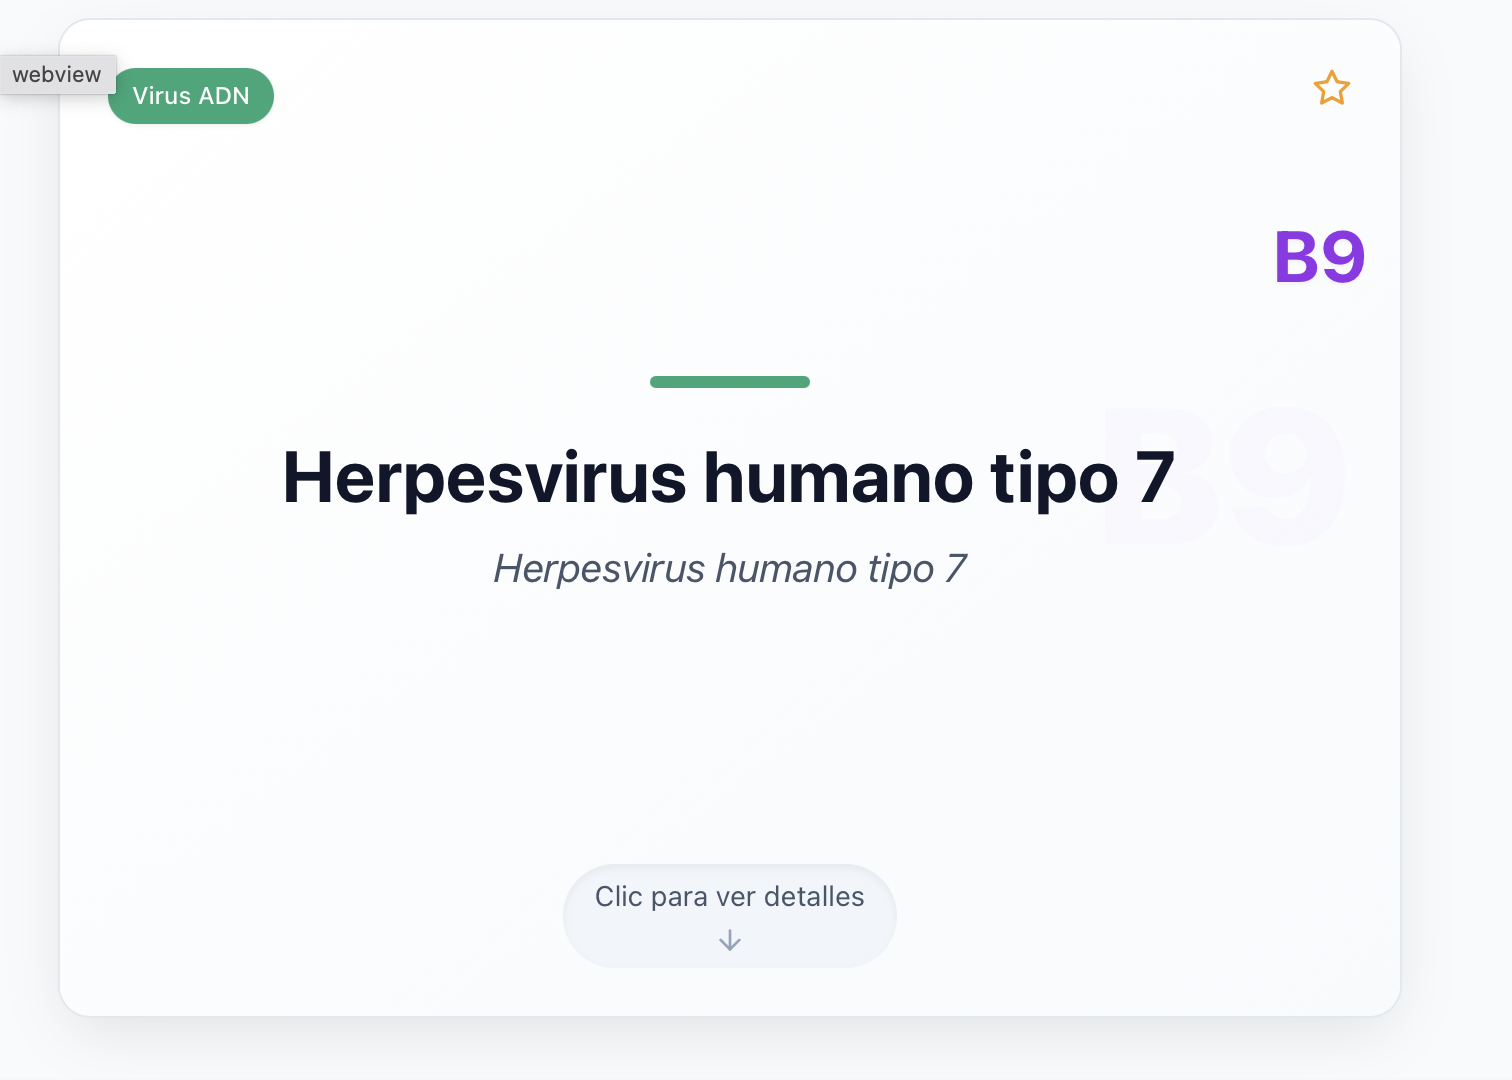 webview
Virus ADN
B9
B9
Herpesvirus humano tipo 7
Herpesvirus humano tipo 7
Clic para ver detalles